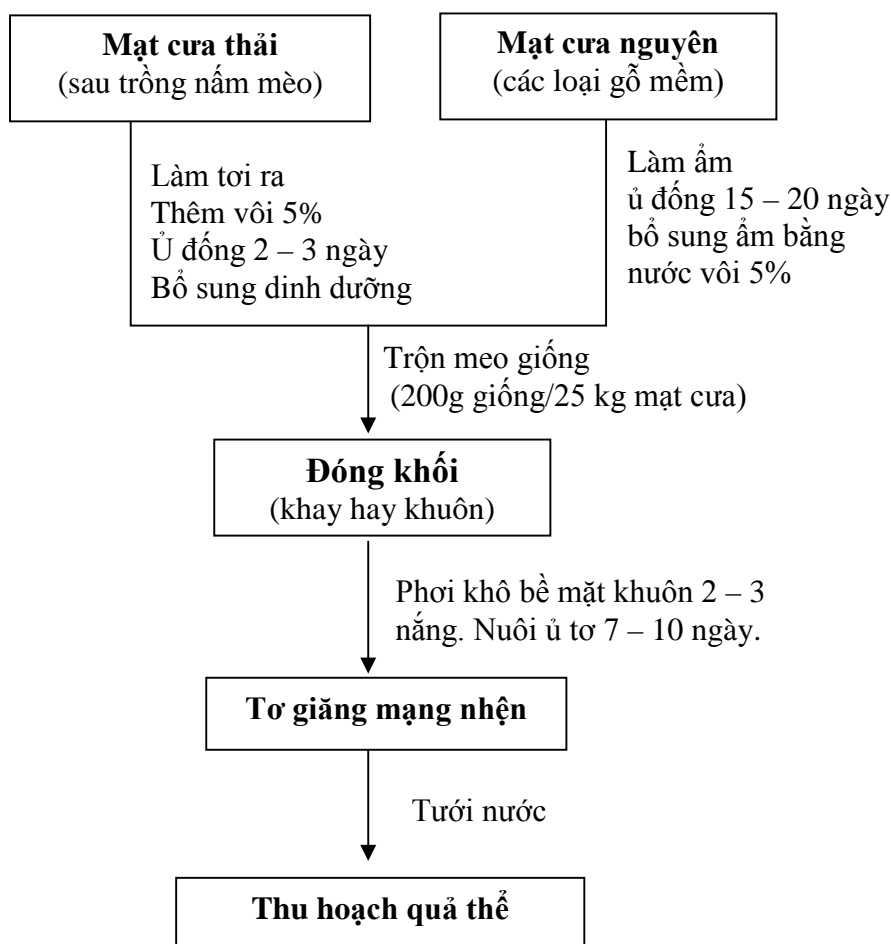 Mạt cưa thải
(sau trồng nấm mèo)
Mạt cưa nguyên
(các loại gỗ mềm)
Làm tơi ra
Thêm vôi 5%
Ủ đống 2 – 3 ngày
Bổ sung dinh dưỡng
Làm ẩm
ủ đống 15 – 20 ngày
bổ sung ẩm bằng
nước vôi 5%
Trộn meo giống
(200g giống/25 kg mạt cưa)
Đóng khối
(khay hay khuôn)
Phơi khô bề mặt khuôn 2 – 3
nắng. Nuôi ủ tơ 7 – 10 ngày.
Tơ giăng mạng nhện
Tưới nước
Thu hoạch quả thể